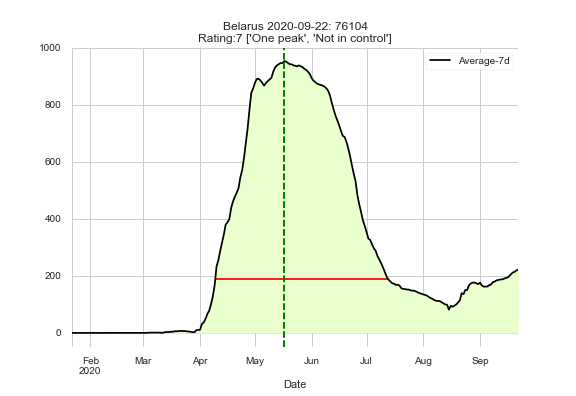 Belarus 2020-09-22: 76104
Rating:7 ['One peak', 'Not in control']
Average-7d
1000
800
600
400
200
0
Feb Mar Apr May Jun Jul Aug Sep
2020
Date